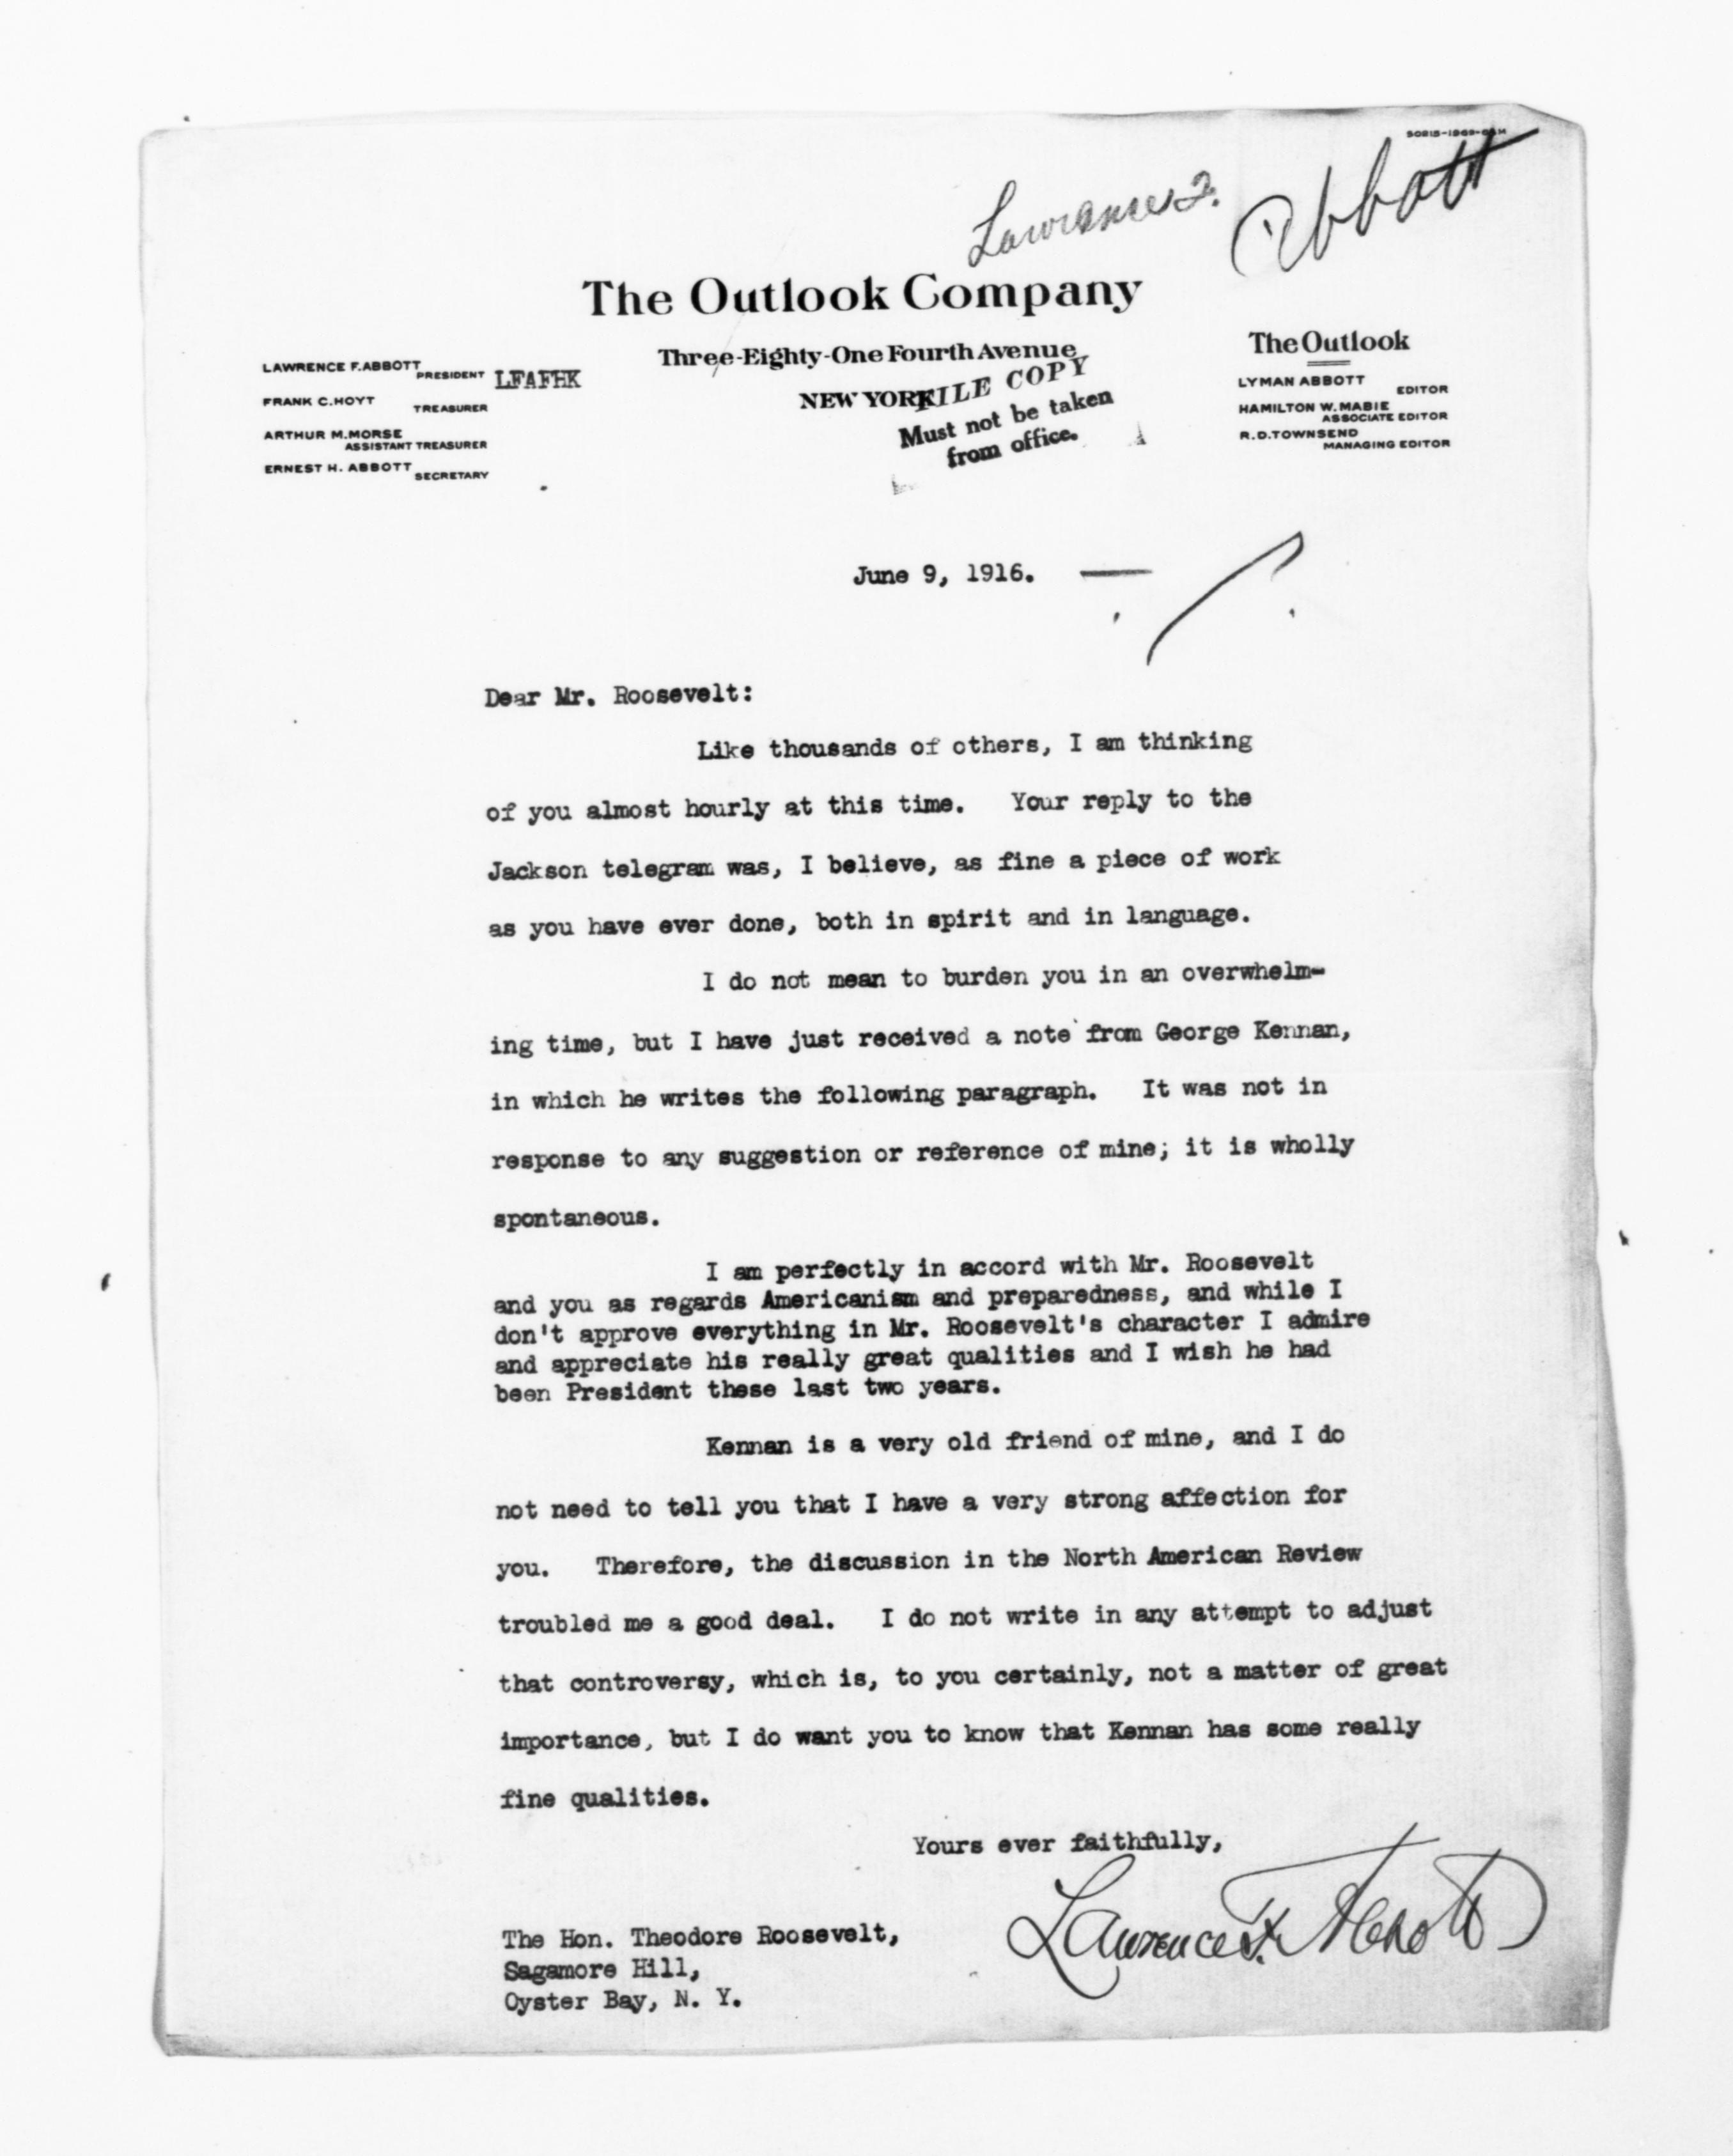 Lawrence F.
Abbott
The Outlook Company
Three-Eighty-One Fourth Avenue
NEW YORK
LAWRENCE F. ABBOTT PRESIDENT
FRANK C. HOYT TREASURER
ARTHUR M. MORSE
ASSISTANT TREASURER
ERNEST H. ABBOTT SECRETARY
LFAFHK
FILE COPY
Must not be taken
from office.
The Outlook
LYMAN ABBOTT EDITOR
HAMILTON W. MABIE
ASSOCIATE EDITOR
R. D. TOWNSEND
MANAGING EDITOR
June 9, 1916.
Dear Mr. Roosevelt:
Like thousands of others, I am thinking
of you almost hourly at this time. Your reply to the
Jackson telegram was, I believe, as fine a piece of work
as you have ever done, both in spirit and in language.
I do not mean to burden you in an overwhelm-
ing time, but I have just received a note from George Kennan,
in which he writes the following paragraph. It was not in
response to any suggestion or reference of mine; it is wholly
spontaneous.
I am perfectly in accord with Mr. Roosevelt
and you as regards Americanism and preparedness, and while I
don't approve everything in Mr. Roosevelt's character I admire
and appreciate his really great qualities and I wish he had
been President these last two years.
Kennan is a very old friend of mine, and I do
not need to tell you that I have a very strong affection for
you. Therefore, the discussion in the North American Review
troubled me a good deal. I do not write in any attempt to adjust
that controversy, which is, to you certainly, not a matter of great
importance, but I do want you to know that Kennan has some really
fine qualities.
Yours ever faithfully,
Lawrence F. Abbott
The Hon. Theodore Roosevelt,
Sagamore Hill,
Oyster Bay, N. Y.